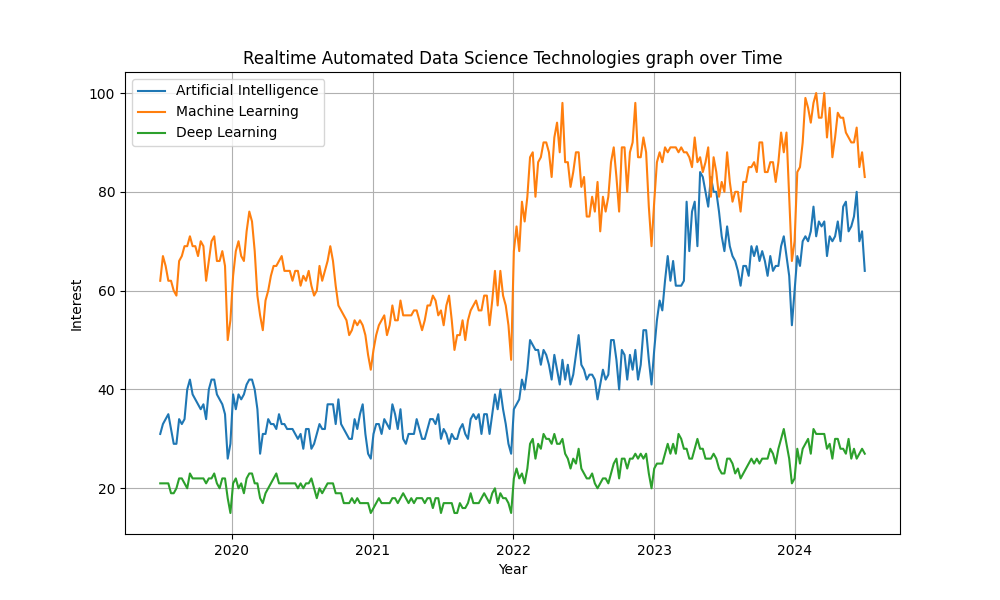 Realtime Automated Data Science Technologies graph over Time
Artificial Intelligence
Machine Learning
Deep Learning
100
80
60
40
20
Interest
2020 2021 2022 2023 2024
Year